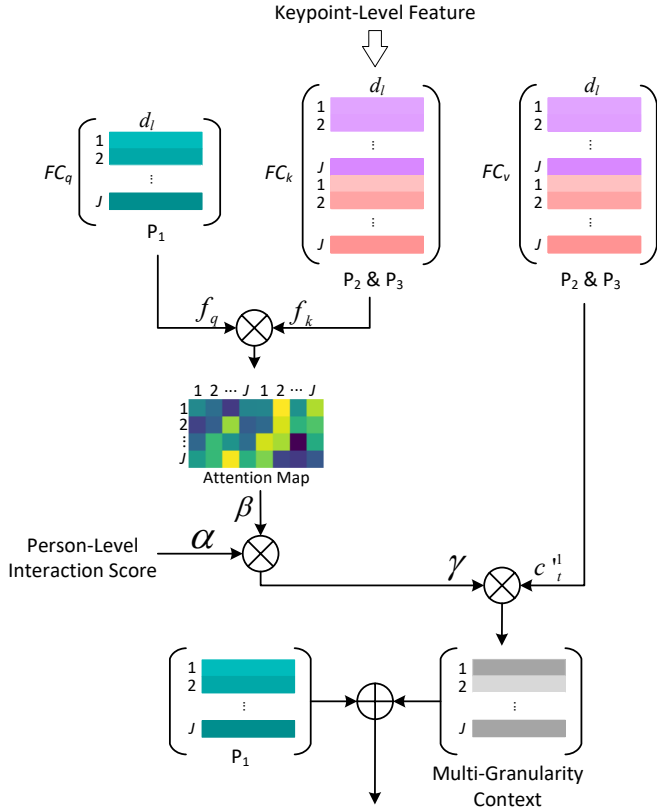 Keypoint-Level Feature
d_l
1
2
⋮
J
FC_q
P_1
d_l
1
2
⋮
J
1
2
⋮
J
FC_k
P_2 & P_3
d_l
1
2
⋮
J
1
2
⋮
J
FC_v
P_2 & P_3
f_q
f_k
1 2 ⋯ J 1 2 ⋯ J
1
2
⋮
J
Attention Map
β
Person-Level
Interaction Score
α
γ
c'_t^1
1
2
⋮
J
P_1
1
2
⋮
J
Multi-Granularity
Context